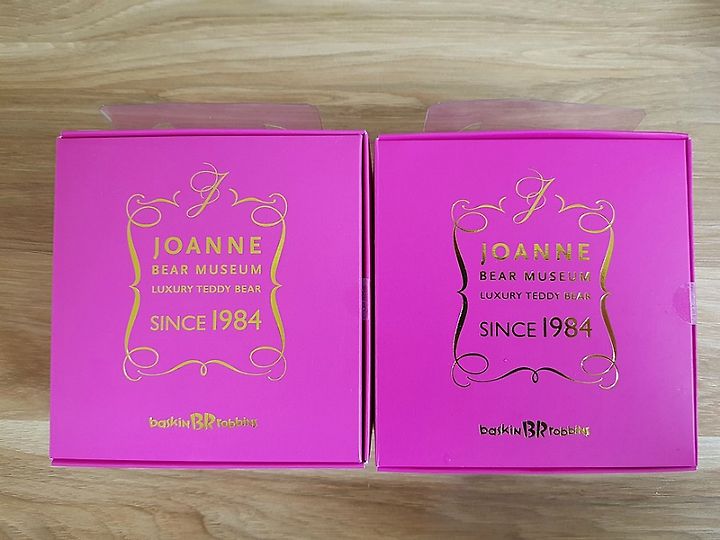 J
JOANNE
BEAR MUSEUM
LUXURY TEDDY BEAR
SINCE 1984
baskin BR robbins
J
JOANNE
BEAR MUSEUM
LUXURY TEDDY BEAR
SINCE 1984
baskin BR robbins